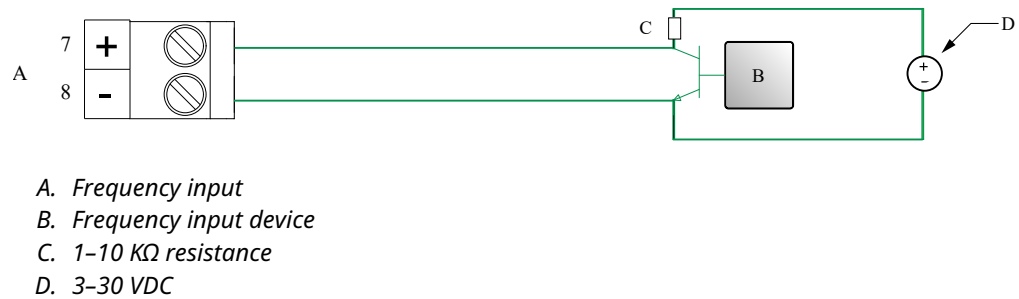 C
D
7
+
A
B
+
-
8
-
A. Frequency input
B. Frequency input device
C. 1–10 KΩ resistance
D. 3–30 VDC